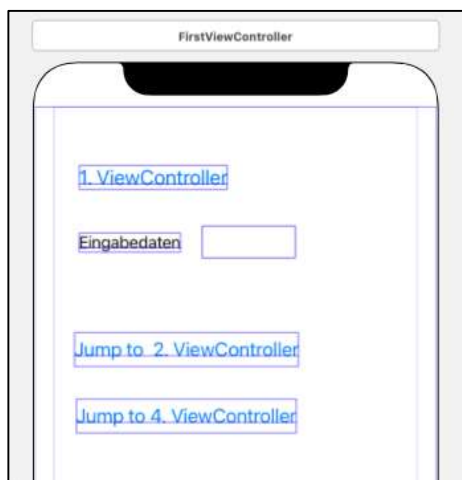 FirstViewController
1. ViewController
Eingabedaten
Jump to 2. ViewController
Jump to 4. ViewController